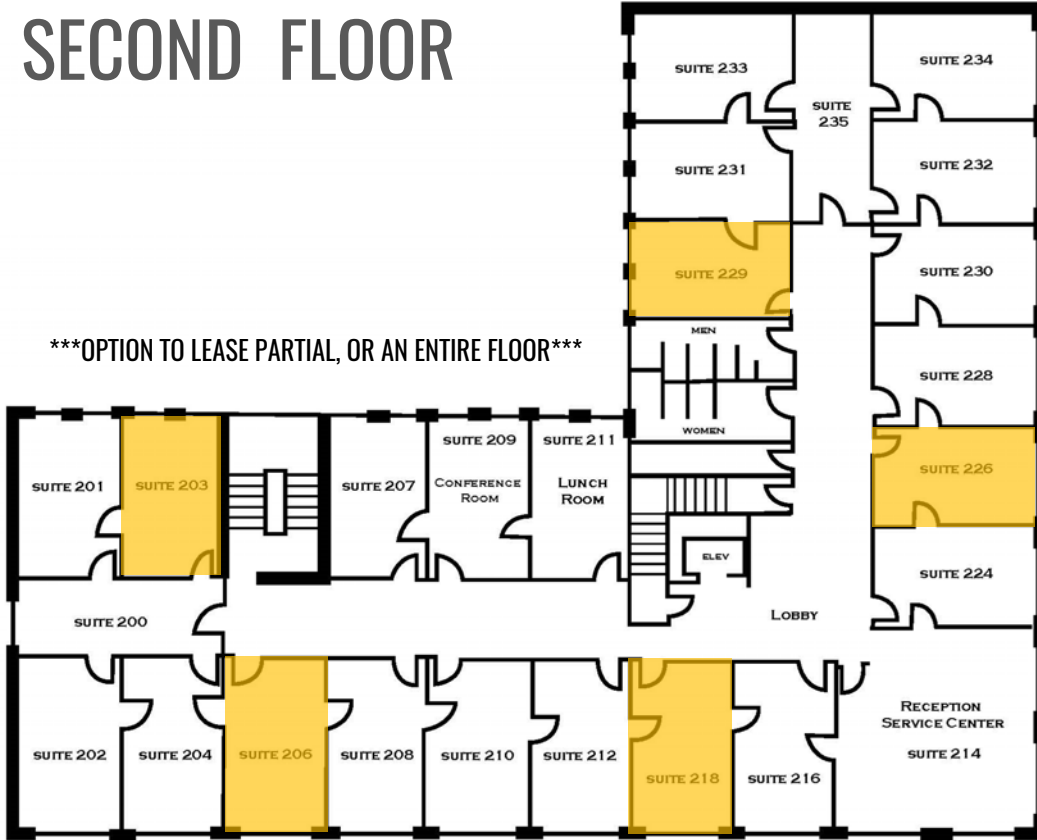 SECOND FLOOR
SUITE 233
SUITE 234
SUITE
235
SUITE 231
SUITE 232
SUITE 229
SUITE 230
MEN
***OPTION TO LEASE PARTIAL, OR AN ENTIRE FLOOR***
SUITE 228
WOMEN
SUITE 209
SUITE 211
SUITE 226
SUITE 201
SUITE 203
SUITE 207
CONFERENCE
ROOM
LUNCH
ROOM
ELEV
SUITE 224
SUITE 200
LOBBY
RECEPTION
SERVICE CENTER
SUITE 214
SUITE 202
SUITE 204
SUITE 206
SUITE 208
SUITE 210
SUITE 212
SUITE 218
SUITE 216